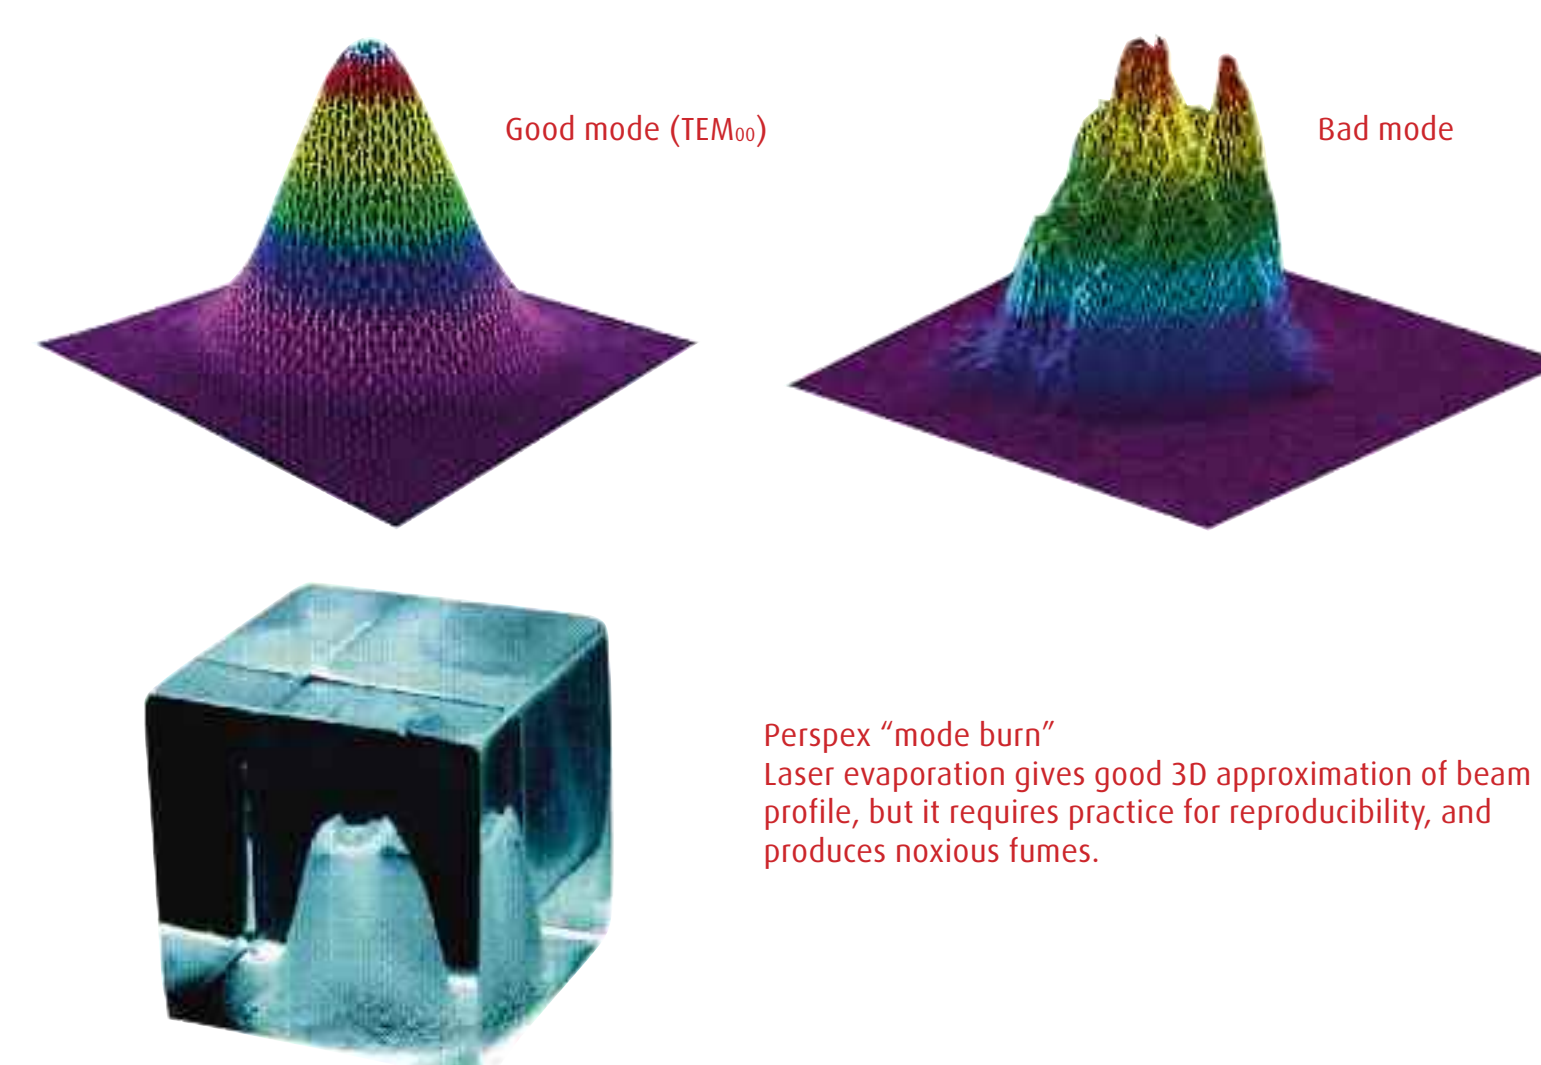 Good mode (TEM₀₀)
Bad mode
Perspex “mode burn”
Laser evaporation gives good 3D approximation of beam
profile, but it requires practice for reproducibility, and
produces noxious fumes.